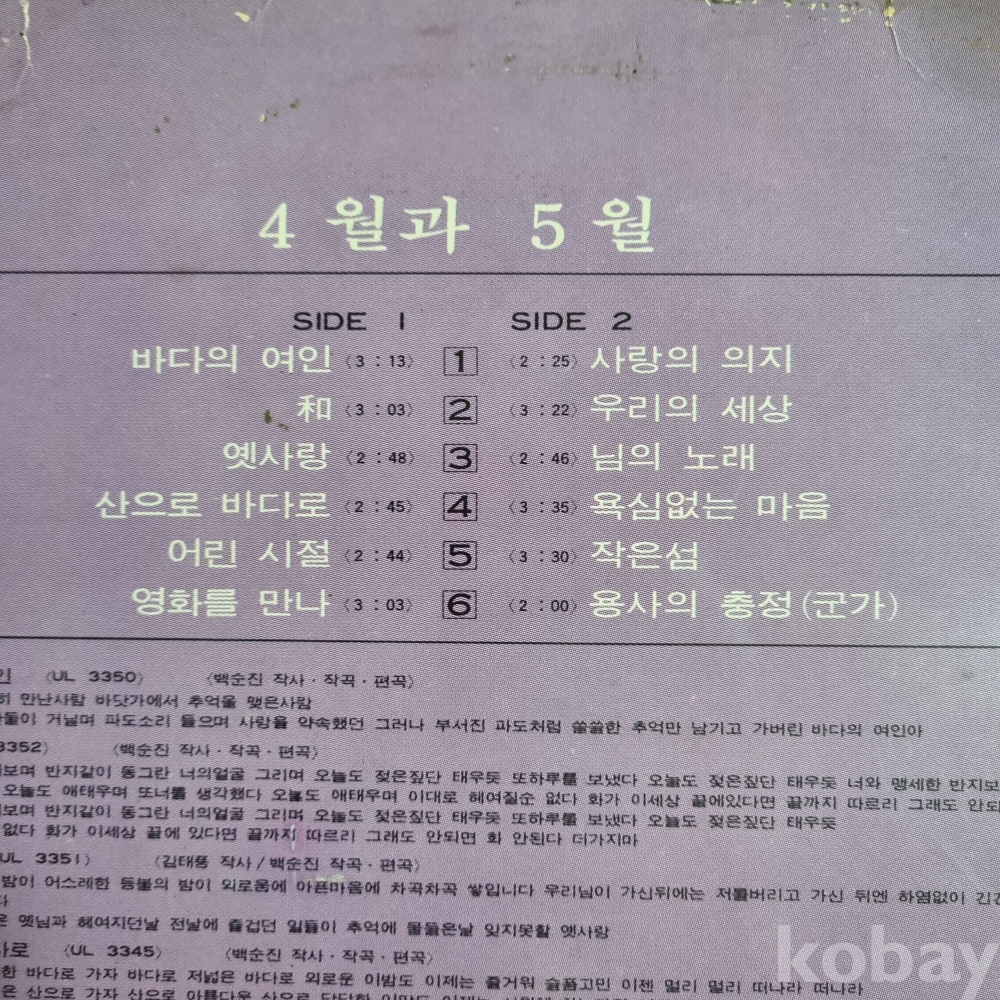 4월과 5월
SIDE 1 SIDE 2
바다의 여인 〈3 : 13〉 1 〈2 : 25〉 사랑의 의지
和 〈3 : 03〉 2 〈3 : 22〉 우리의 세상
옛사랑 〈2 : 48〉 3 〈2 : 46〉 님의 노래
산으로 바다로 〈2 : 45〉 4 〈3 : 35〉 욕심없는 마음
어린 시절 〈2 : 44〉 5 〈3 : 30〉 작은섬
영화를 만나 〈3 : 03〉 6 〈2 : 00〉 용사의 충정(군가)
인 〈UL 3350〉 〈백순진 작사·작곡·편곡〉
히 만난사람 바닷가에서 추억을 맺은사람
둘이 거닐며 파도소리 들으며 사랑을 약속했던 그러나 부서진 파도처럼 쓸쓸한 추억만 남기고 가버린 바다의 여인아
3352〉 〈백순진 작사·작곡·편곡〉
보며 반지같이 동그란 너의얼굴 그리며 오늘도 젖은짚단 태우듯 또하루를 보냈다 오늘도 젖은짚단 태우듯 너와 맹세한 반지보
오늘도 애태우며 또너를 생각했다 오늘도 애태우며 이대로 헤여질순 없다 화가 이세상 끝에있다면 끝까지 따르리 그래도 안되
보며 반지같이 동그란 너의얼굴 그리며 오늘도 젖은짚단 태우듯 또하루를 보냈다 오늘도 젖은짚단 태우듯
없다 화가 이세상 끝에 있다면 끝까지 따르리 그래도 안되면 화 안된다 더가지마
UL 3351〉 〈김태풍 작사/백순진 작곡·편곡〉
밤이 어스레한 등불의 밤이 외로움에 아픈마음에 차곡차곡 쌓입니다 우리님이 가신뒤에는 저를버리고 가신 뒤엔 하염없이 긴긴
다
은 옛님과 헤여지던날 전날에 즐겁던 일들이 추억에 물들은날 잊지못할 옛사랑
로 〈UL 3345〉 〈백순진 작사·작곡·편곡〉
한 바다로 가자 바다로 저넓은 바다로 외로운 이밤도 이제는 즐거워 슬픔고민 이젠 멀리 멀리 떠나라 떠나라
은 산으로 가자 산으로 아름다운 산으로
kobay